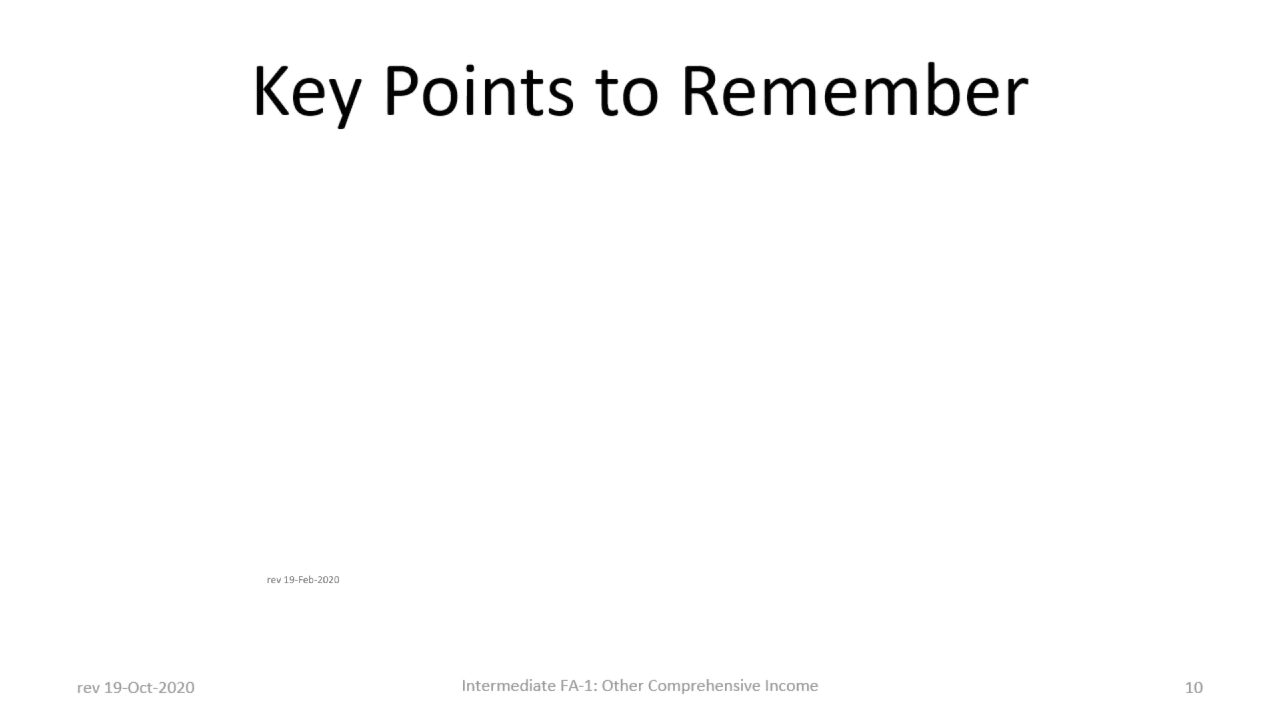 Key Points to Remember
rev 19-Feb-2020
rev 19-Oct-2020
Intermediate FA-1: Other Comprehensive Income
10